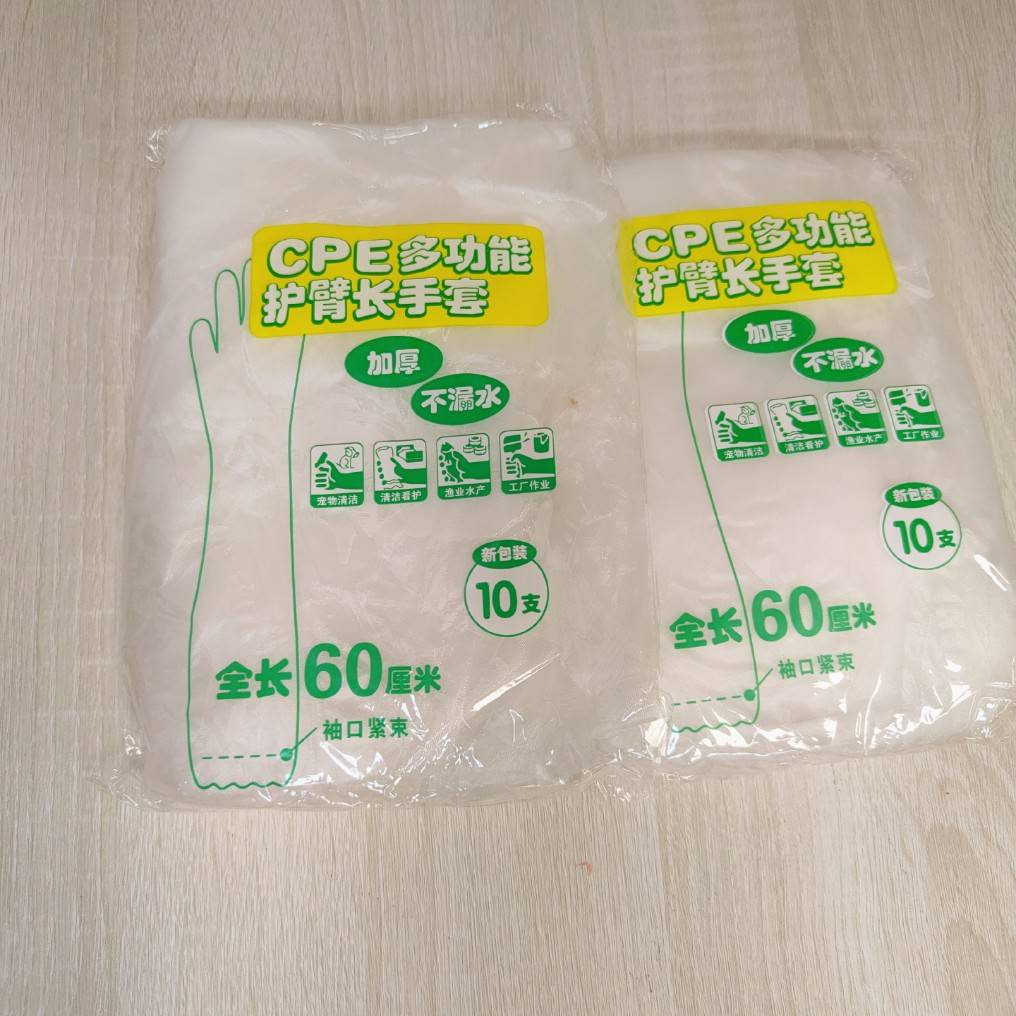 CPE多功能
护臂长手套
加厚
不漏水
宠物清洁
清洁看护
渔业水产
工厂作业
新包装
10支
全长60厘米
袖口紧束
CPE多功能
护臂长手套
加厚
不漏水
宠物清洁
清洁看护
渔业水产
工厂作业
新包装
10支
全长60厘米
袖口紧束